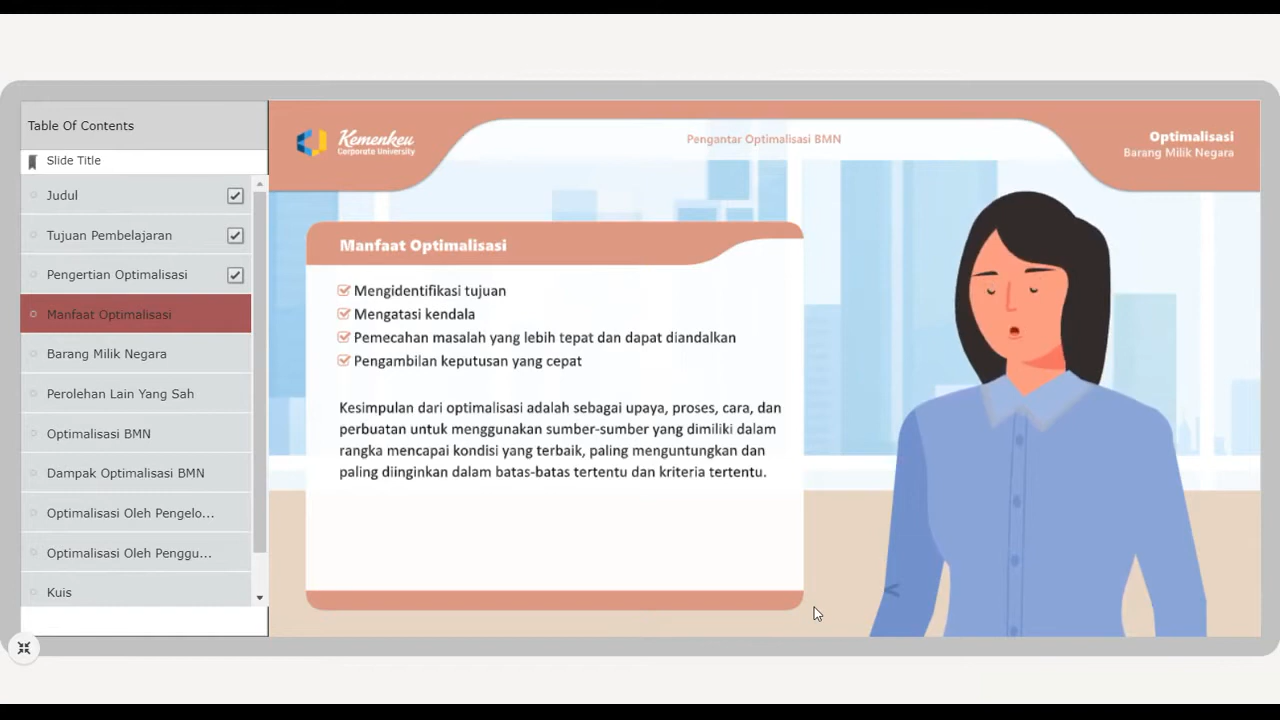 Table Of Contents
Slide Title
Judul
Tujuan Pembelajaran
Pengertian Optimalisasi
Manfaat Optimalisasi
Barang Milik Negara
Perolehan Lain Yang Sah
Optimalisasi BMN
Dampak Optimalisasi BMN
Optimalisasi Oleh Pengelo...
Optimalisasi Oleh Penggu...
Kuis
Kemenkeu
Corporate University
Pengantar Optimalisasi BMN
Optimalisasi
Barang Milik Negara
Manfaat Optimalisasi
Mengidentifikasi tujuan
Mengatasi kendala
Pemecahan masalah yang lebih tepat dan dapat diandalkan
Pengambilan keputusan yang cepat
Kesimpulan dari optimalisasi adalah sebagai upaya, proses, cara, dan
perbuatan untuk menggunakan sumber-sumber yang dimiliki dalam
rangka mencapai kondisi yang terbaik, paling menguntungkan dan
paling diinginkan dalam batas-batas tertentu dan kriteria tertentu.